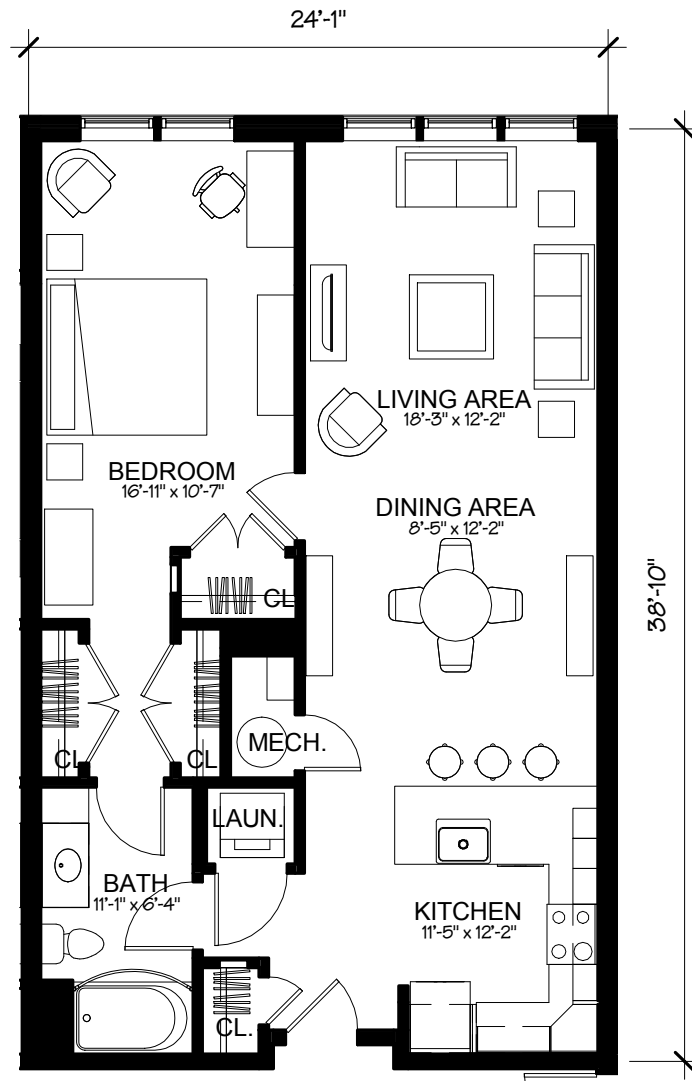 24'-1"
LIVING AREA
18'-3" x 12'-2"
BEDROOM
16'-11" x 10'-7"
DINING AREA
8'-5" x 12'-2"
38'-10"
CL
CL
CL
MECH.
LAUN.
BATH
11'-1" x 6'-4"
KITCHEN
11'-5" x 12'-2"
CL.